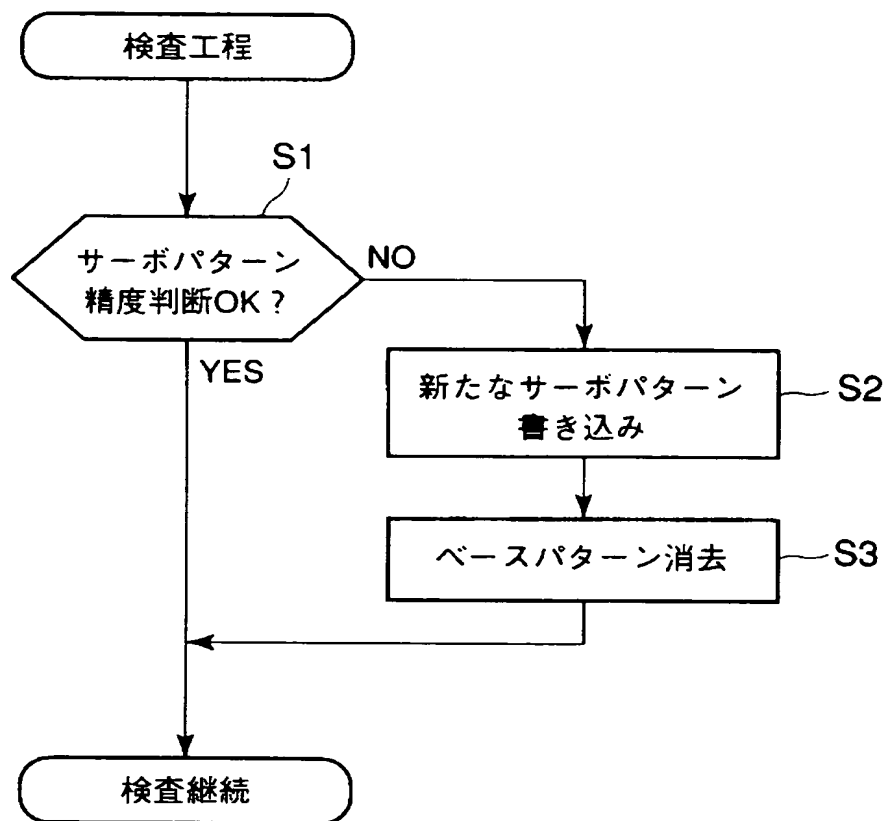 検査工程
S1
サーボパターン
精度判断OK?
NO
YES
新たなサーボパターン
書き込み
S2
ベースパターン消去
S3
検査継続